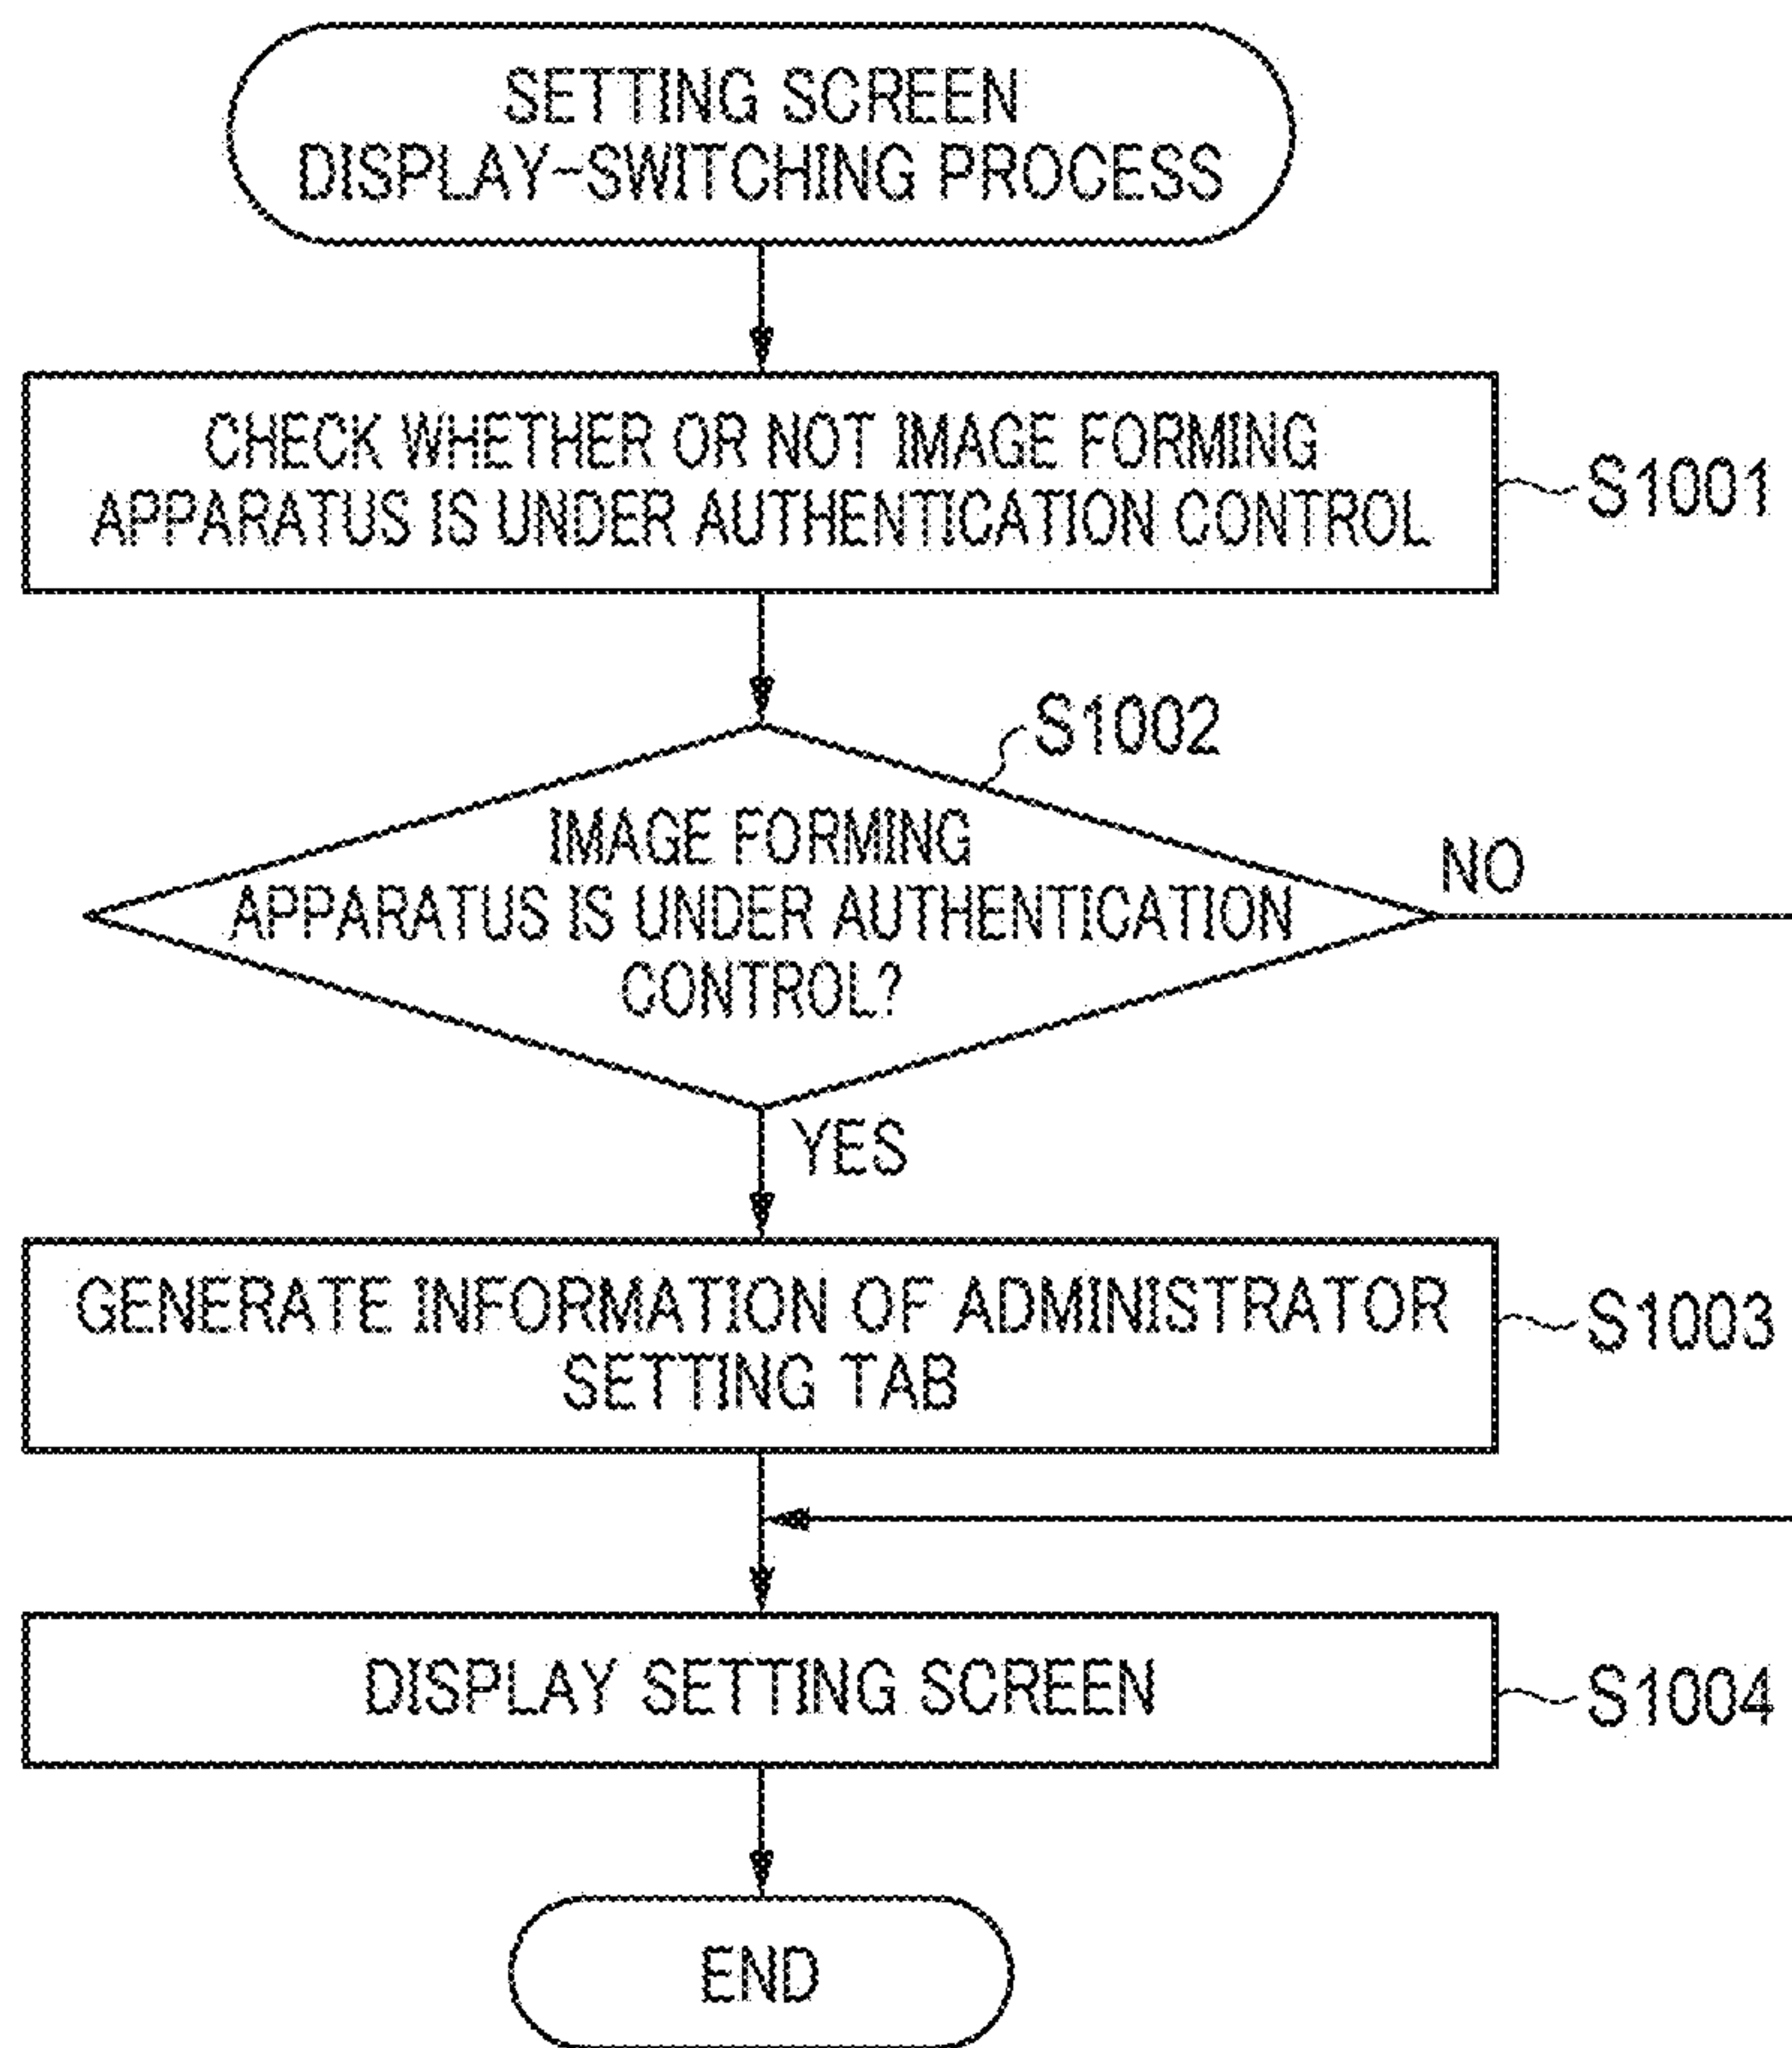 SETTING SCREEN
DISPLAY-SWITCHING PROCESS
CHECK WHETHER OR NOT IMAGE FORMING
APPARATUS IS UNDER AUTHENTICATION CONTROL
S1001
S1002
IMAGE FORMING
APPARATUS IS UNDER AUTHENTICATION
CONTROL?
NO
YES
GENERATE INFORMATION OF ADMINISTRATOR
SETTING TAB
S1003
DISPLAY SETTING SCREEN
S1004
END